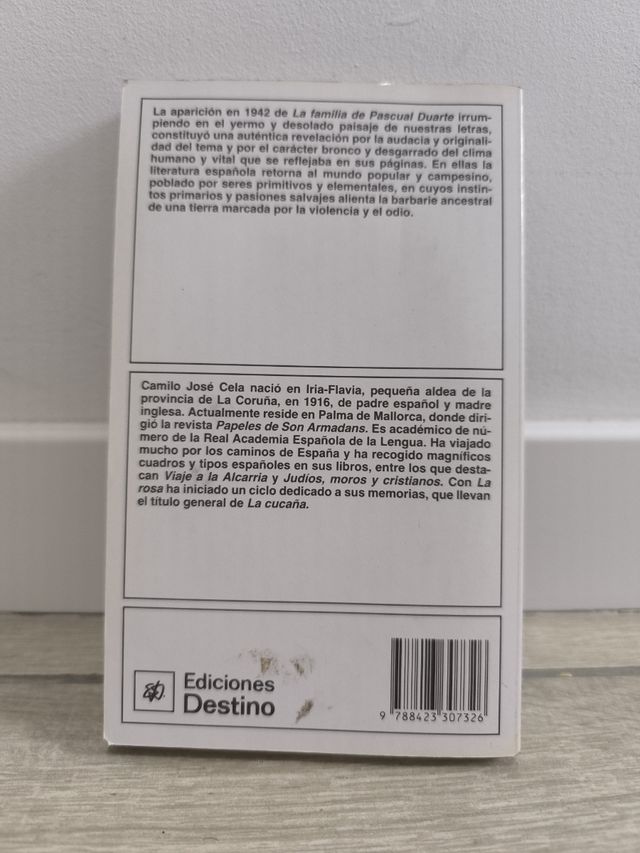 La aparición en 1942 de La familia de Pascual Duarte irrum-
piendo en el yermo y desolado paisaje de nuestras letras,
constituyó una auténtica revelación por la audacia y originali-
dad del tema y por el carácter bronco y desgarrado del clima
humano y vital que se reflejaba en sus páginas. En ellas la
literatura española retorna al mundo popular y campesino,
poblado por seres primitivos y elementales, en cuyos instin-
tos primarios y pasiones salvajes alienta la barbarie ancestral
de una tierra marcada por la violencia y el odio.
Camilo José Cela nació en Iria-Flavia, pequeña aldea de la
provincia de La Coruña, en 1916, de padre español y madre
inglesa. Actualmente reside en Palma de Mallorca, donde diri-
gió la revista Papeles de Son Armadans. Es académico de nú-
mero de la Real Academia Española de la Lengua. Ha viajado
mucho por los caminos de España y ha recogido magníficos
cuadros y tipos españoles en sus libros, entre los que desta-
can Viaje a la Alcarria y Judíos, moros y cristianos. Con La
rosa ha iniciado un ciclo dedicado a sus memorias, que llevan
el título general de La cucaña.
Ediciones
Destino
9 788423 307326